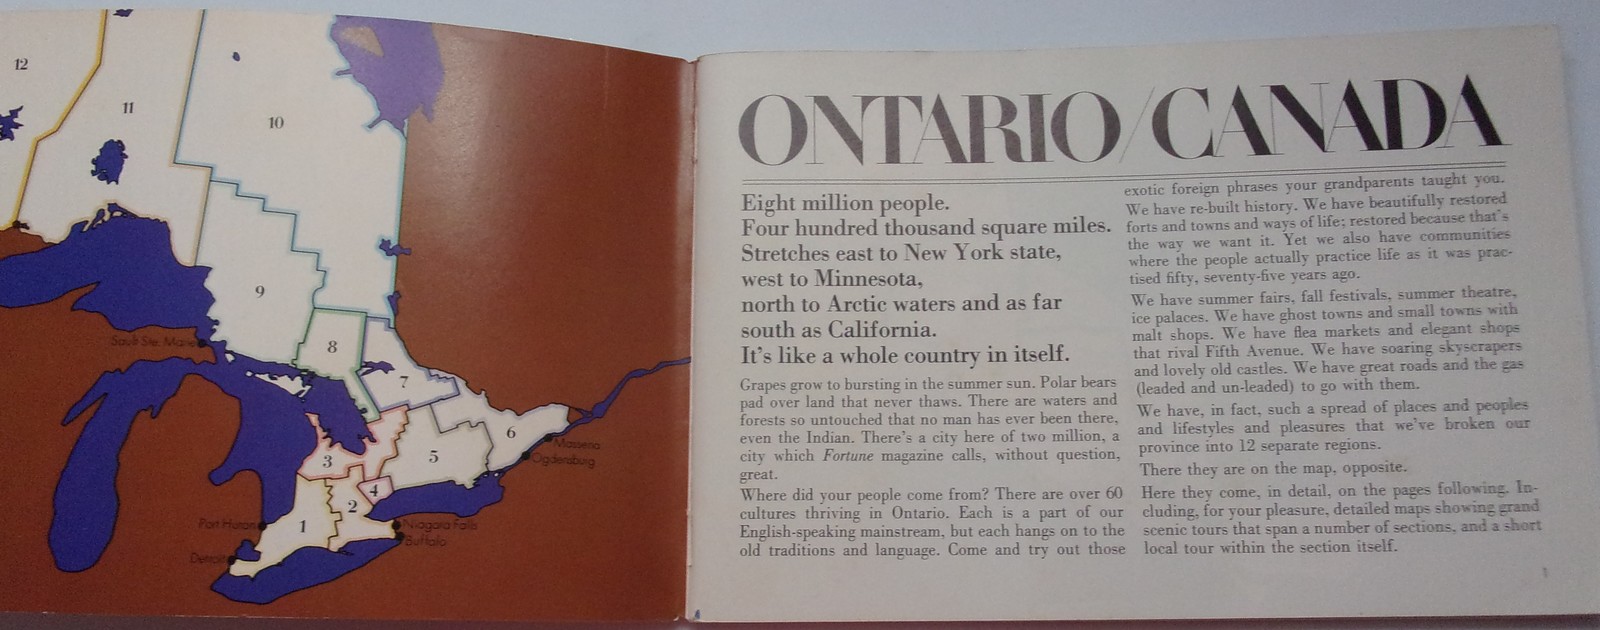 12
11
10
9
8
7
6
5
4
3
2
1
Sault Ste. Marie
Massena
Ogdensburg
Port Huron
Niagara Falls
Buffalo
Detroit
ONTARIO/CANADA
Eight million people.
Four hundred thousand square miles.
Stretches east to New York state,
west to Minnesota,
north to Arctic waters and as far
south as California.
It's like a whole country in itself.
Grapes grow to bursting in the summer sun. Polar bears
pad over land that never thaws. There are waters and
forests so untouched that no man has ever been there,
even the Indian. There's a city here of two million, a
city which Fortune magazine calls, without question,
great.
Where did your people come from? There are over 60
cultures thriving in Ontario. Each is a part of our
English-speaking mainstream, but each hangs on to the
old traditions and language. Come and try out those
exotic foreign phrases your grandparents taught you.
We have re-built history. We have beautifully restored
forts and towns and ways of life; restored because that's
the way we want it. Yet we also have communities
where the people actually practice life as it was prac-
tised fifty, seventy-five years ago.
We have summer fairs, fall festivals, summer theatre,
ice palaces. We have ghost towns and small towns with
malt shops. We have flea markets and elegant shops
that rival Fifth Avenue. We have soaring skyscrapers
and lovely old castles. We have great roads and the gas
(leaded and un-leaded) to go with them.
We have, in fact, such a spread of places and peoples
and lifestyles and pleasures that we've broken our
province into 12 separate regions.
There they are on the map, opposite.
Here they come, in detail, on the pages following. In-
cluding, for your pleasure, detailed maps showing grand
scenic tours that span a number of sections, and a short
local tour within the section itself.